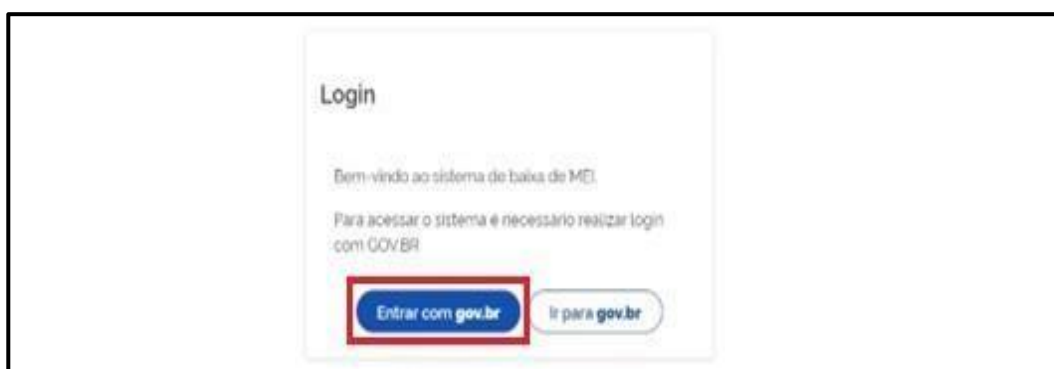 Login
Bem-vindo ao sistema de baixa de MEI.
Para acessar o sistema é necessário realizar login
com GOV.BR
Entrar com gov.br Ir para gov.br